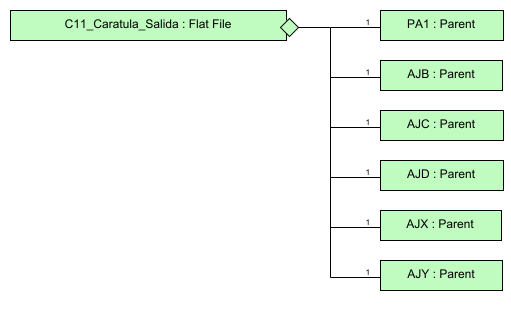 C11_Caratula_Salida : Flat File
1
PA1 : Parent
1
AJB : Parent
1
AJC : Parent
1
AJD : Parent
1
AJX : Parent
1
AJY : Parent